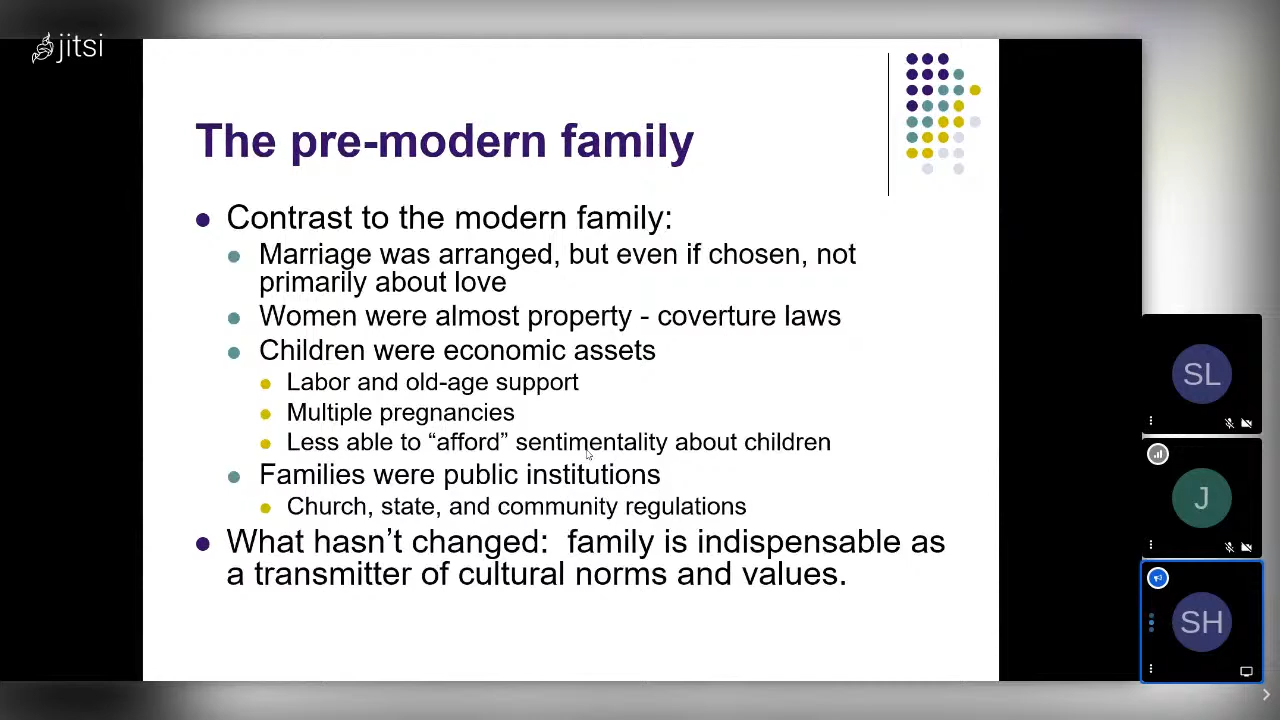 jitsi
The pre-modern family
Contrast to the modern family:
Marriage was arranged, but even if chosen, not
primarily about love
Women were almost property - coverture laws
Children were economic assets
Labor and old-age support
Multiple pregnancies
Less able to “afford” sentimentality about children
Families were public institutions
Church, state, and community regulations
What hasn’t changed:  family is indispensable as
a transmitter of cultural norms and values.
SL
J
SH